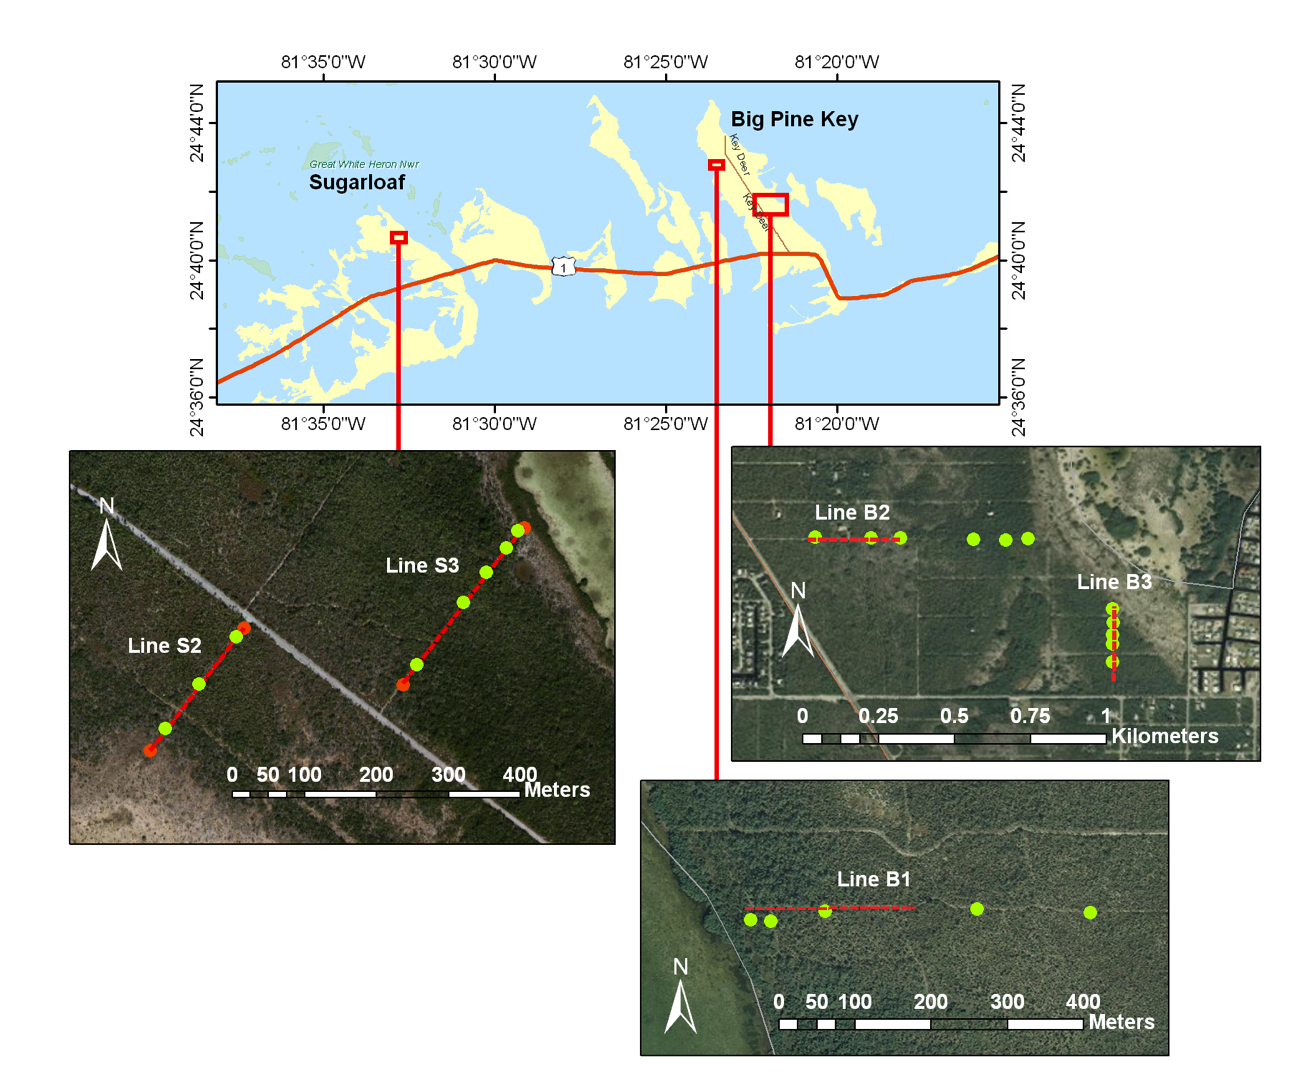 81°35'0"W 81°30'0"W 81°25'0"W 81°20'0"W
24°44'0"N
24°40'0"N
24°36'0"N
24°44'0"N
24°40'0"N
24°36'0"N
Big Pine Key
Key Deer
Key Deer
Great White Heron Nwr
Sugarloaf
1
81°35'0"W 81°30'0"W 81°25'0"W 81°20'0"W
N
Line S3
Line S2
0 50 100 200 300 400
Meters
Line B2
Line B3
N
0 0.25 0.5 0.75 1
Kilometers
Line B1
N
0 50 100 200 300 400
Meters